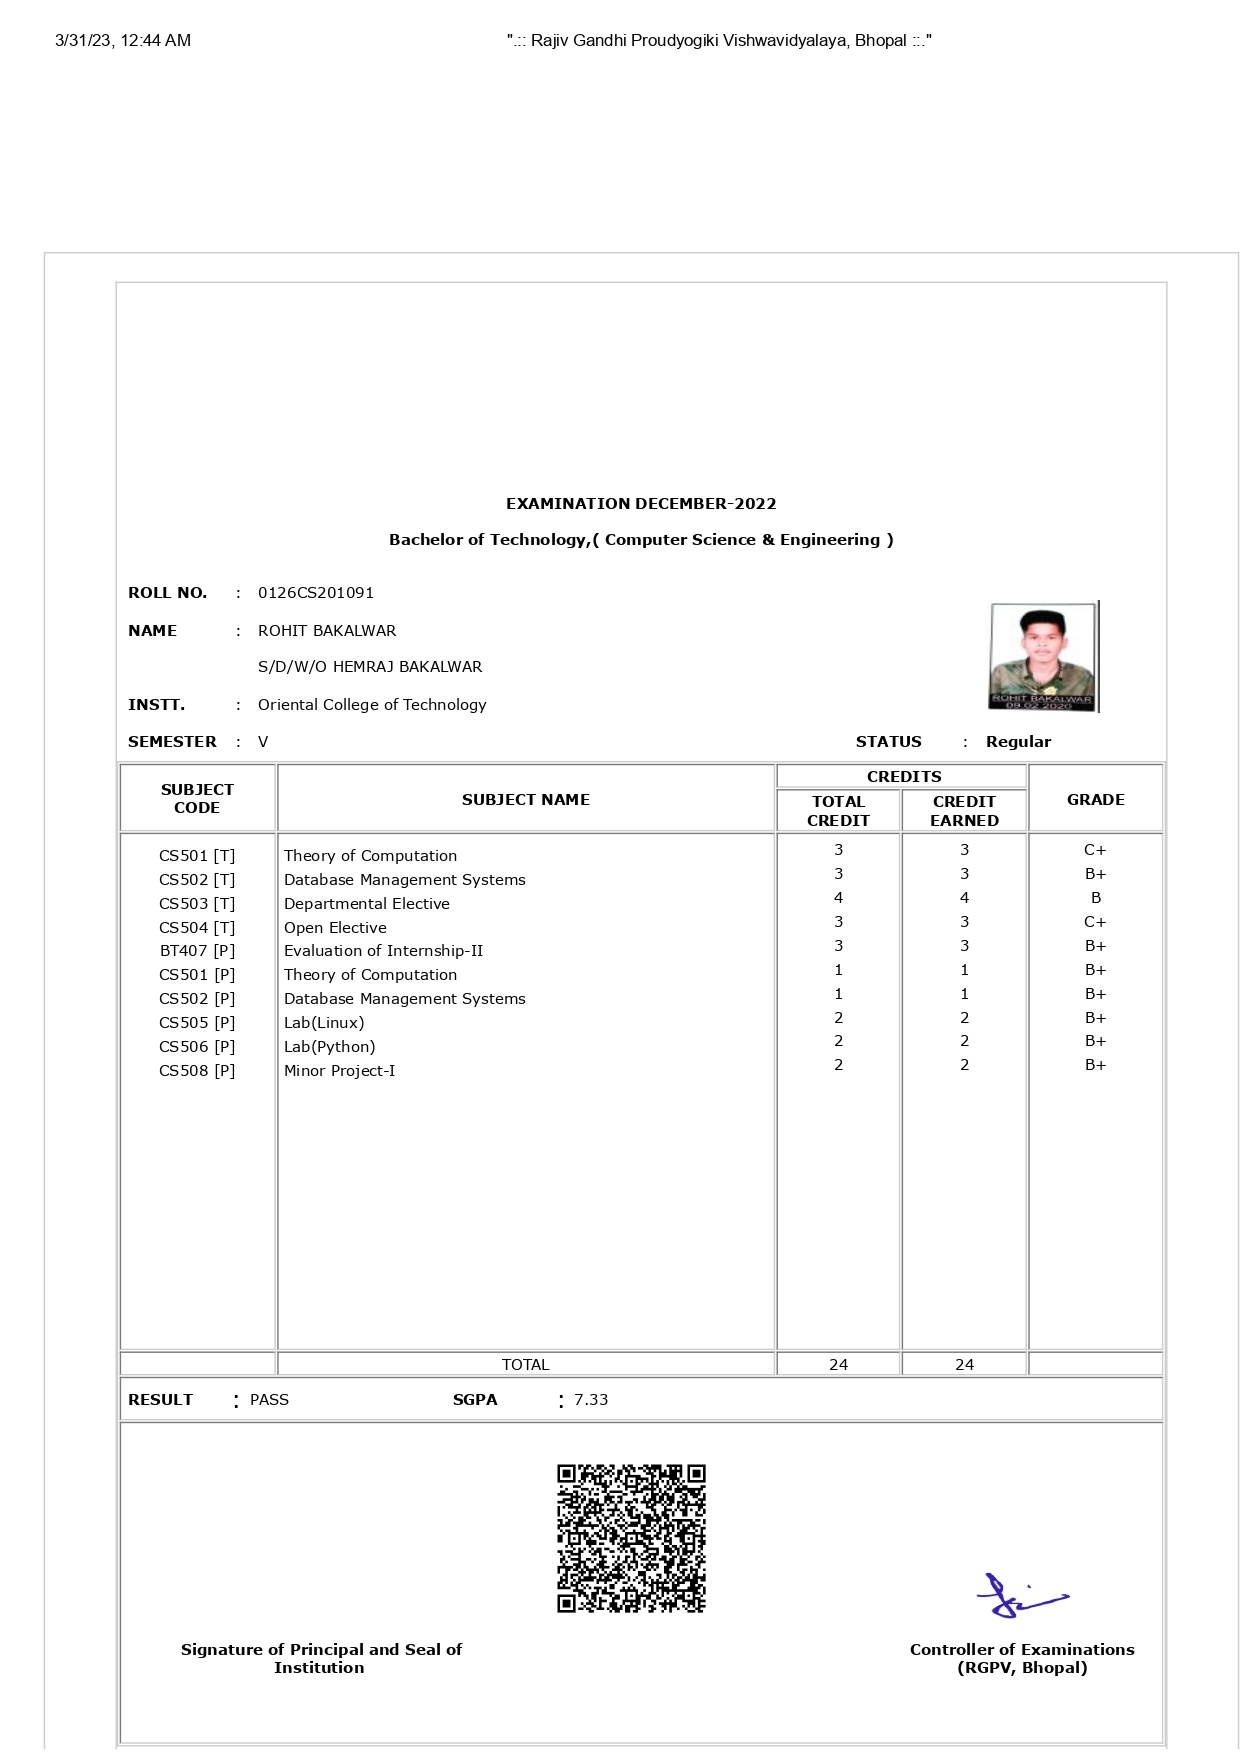 3/31/23, 12:44 AM ".:: Rajiv Gandhi Proudyogiki Vishwavidyalaya, Bhopal ::."
EXAMINATION DECEMBER-2022
Bachelor of Technology,( Computer Science & Engineering )
ROLL NO. : 0126CS201091
NAME : ROHIT BAKALWAR
S/D/W/O HEMRAJ BAKALWAR
ROHIT BAKALWAR
09 02 2020
INSTT. : Oriental College of Technology
SEMESTER : V STATUS : Regular
SUBJECT CODE SUBJECT NAME CREDITS GRADE
TOTAL CREDIT CREDIT EARNED
CS501 [T] Theory of Computation 3 3 C+
CS502 [T] Database Management Systems 3 3 B+
CS503 [T] Departmental Elective 4 4 B
CS504 [T] Open Elective 3 3 C+
BT407 [P] Evaluation of Internship-II 3 3 B+
CS501 [P] Theory of Computation 1 1 B+
CS502 [P] Database Management Systems 1 1 B+
CS505 [P] Lab(Linux) 2 2 B+
CS506 [P] Lab(Python) 2 2 B+
CS508 [P] Minor Project-I 2 2 B+
TOTAL 24 24
RESULT : PASS SGPA : 7.33
Signature of Principal and Seal of
Institution
Controller of Examinations
(RGPV, Bhopal)